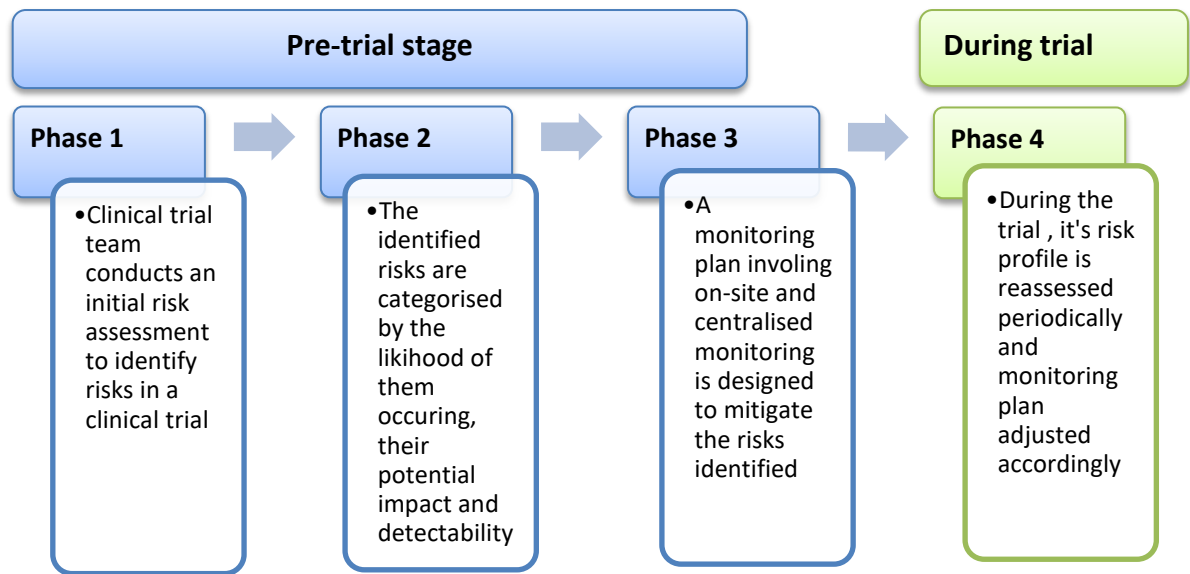 Pre-trial stage
During trial
Phase 1
•Clinical trial
team
conducts an
initial risk
assessment
to identify
risks in a
clinical trial
Phase 2
•The
identified
risks are
categorised
by the
likihood of
them
occuring,
their
potential
impact and
detectability
Phase 3
•A
monitoring
plan involing
on-site and
centralised
monitoring
is designed
to mitigate
the risks
identified
Phase 4
•During the
trial , it's risk
profile is
reassessed
periodically
and
monitoring
plan
adjusted
accordingly